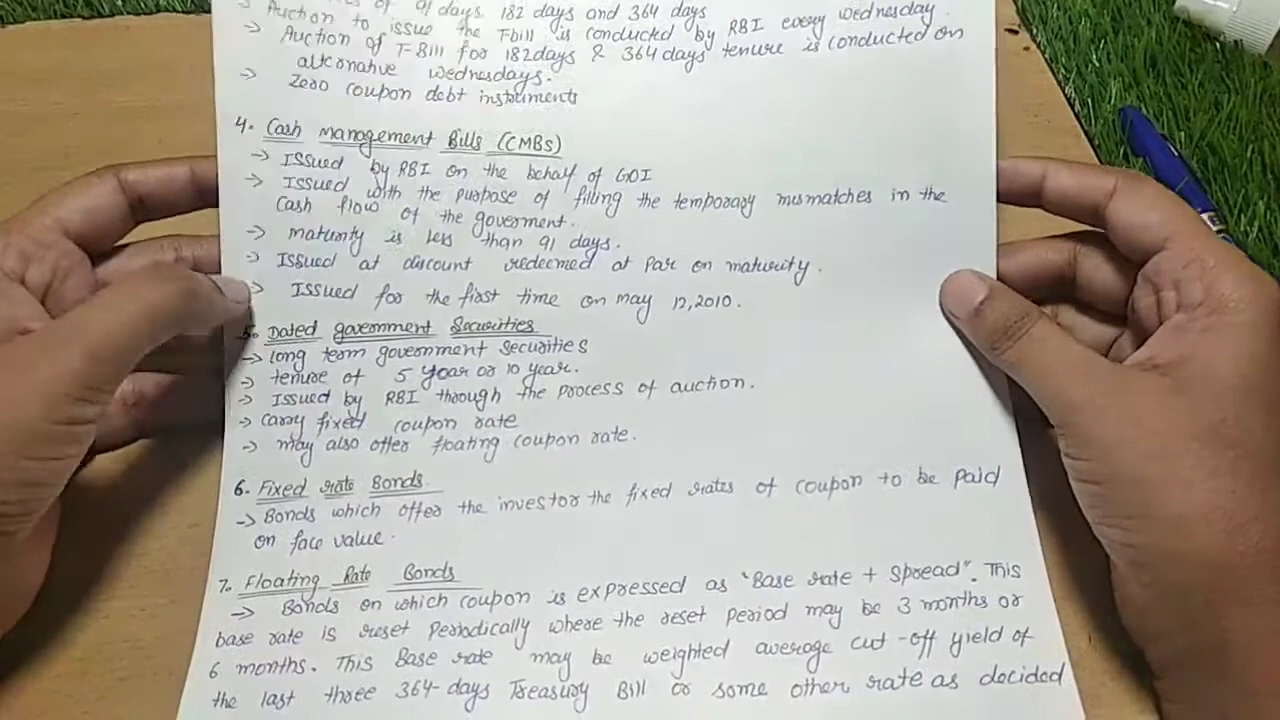 of 91 days 182 days and 364 days
→ Auction to issue the Tbill is conducted by RBI every Wednesday.
→ Auction of T-Bill for 182days & 364days tenure is conducted on
alternative Wednesdays.
→ Zero coupon debt instruments
4. Cash Management Bills (CMBs)
→ Issued by RBI on the behalf of GOI
→ Issued with the purpose of filling the temporary mismatches in the
cash flow of the goverment.
→ maturity is less than 91 days.
→ Issued at discount redeemed at Par on maturity.
→ Issued for the first time on may 12,2010.
5. Dated government Securities
→ long term government securities
→ tenure of 5 year or 10 year.
→ Issued by RBI through the process of auction.
→ Carry fixed coupon rate
→ may also offer floating coupon rate.
6. Fixed rate Bonds
→ Bonds which offer the investor the fixed rates of coupon to be paid
on face value.
7. Floating Rate Bonds
→ Bonds on which coupon is expressed as "Base rate + Spread". This
base rate is reset Periodically where the reset period may be 3 months or
6 months. This Base rate may be weighted average cut-off yield of
the last three 364-days Treasury Bill or some other rate as decided